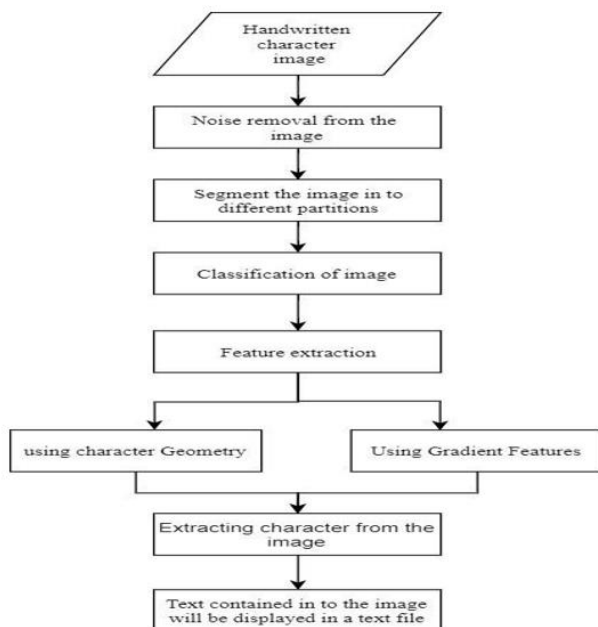 Handwritten
character
image
Noise removal from the
image
Segment the image in to
different partitions
Classification of image
Feature extraction
using character Geometry
Using Gradient Features
Extracting character from the
image
Text contained in to the image
will be displayed in a text file